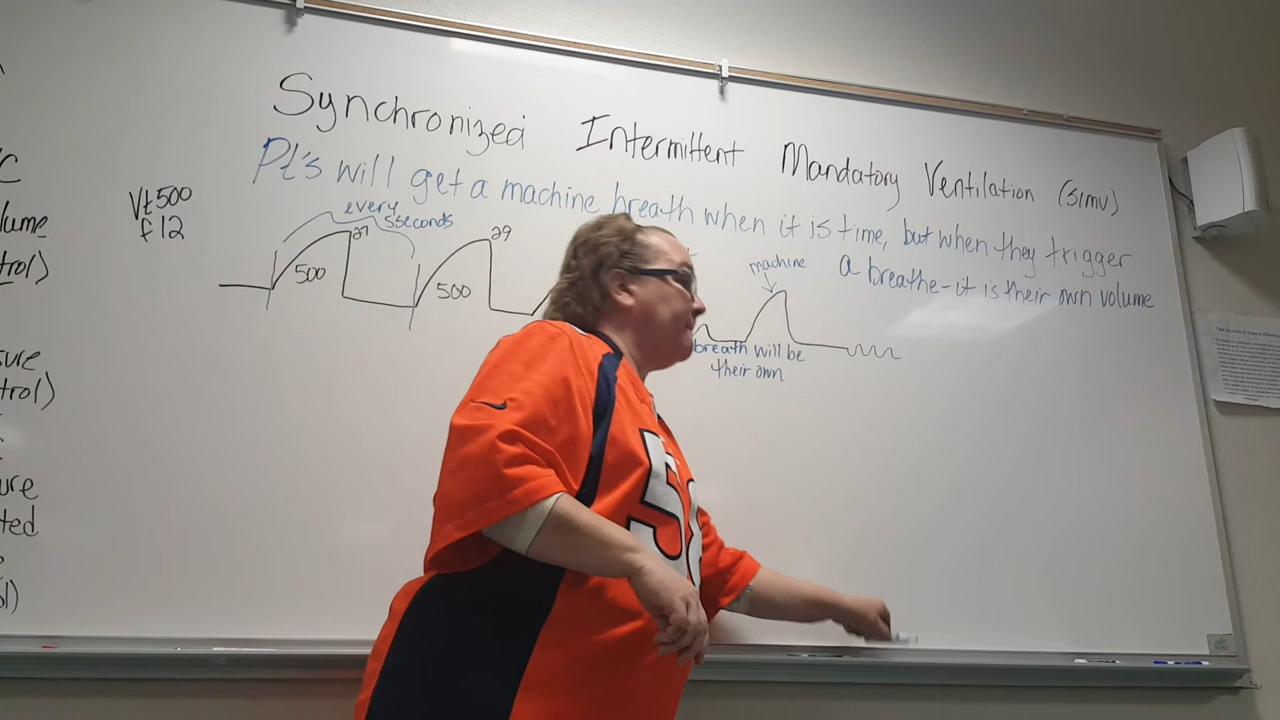 Synchronized Intermittent Mandatory Ventilation (SIMV)
Pt's will get a machine breath when it is time, but when they trigger
a breathe-it is their own volume
Vt 500
f 12
every
5seconds
27
29
500
500
machine
breath will be
their own
C
lume
trol)
sure
trol)
ure
ted
58